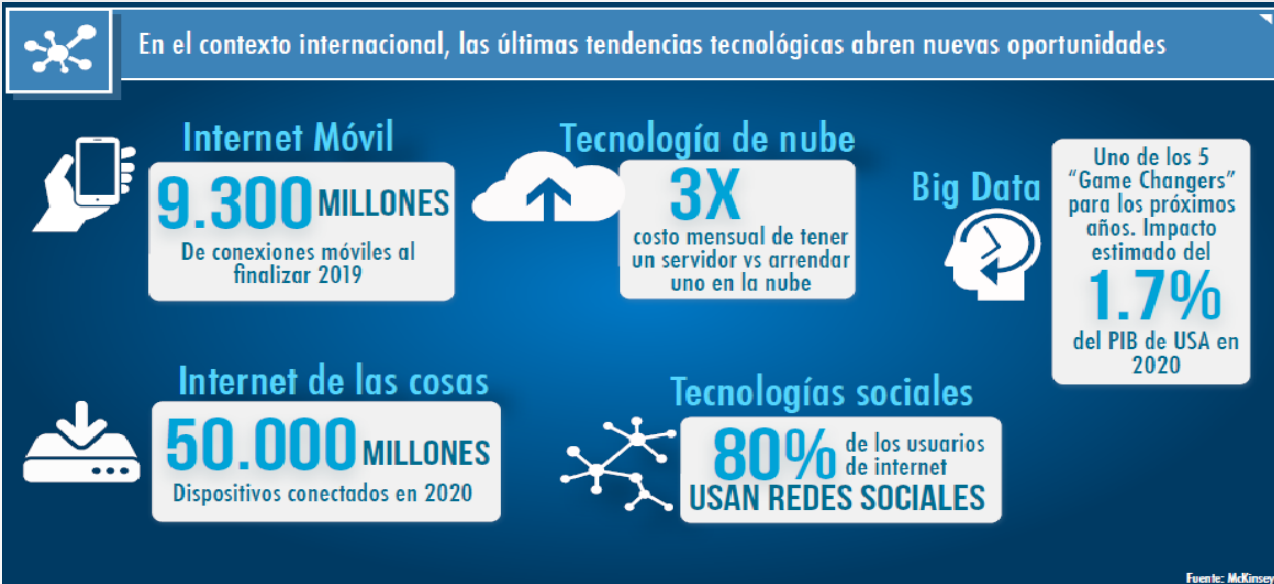 En el contexto internacional, las últimas tendencias tecnológicas abren nuevas oportunidades
Internet Móvil
9.300 MILLONES
De conexiones móviles al
finalizar 2019
Tecnología de nube
3X
costo mensual de tener
un servidor vs arrendar
uno en la nube
Big Data
Uno de los 5
“Game Changers”
para los próximos
años. Impacto
estimado del
1.7%
del PIB de USA en
2020
Internet de las cosas
50.000 MILLONES
Dispositivos conectados en 2020
Tecnologías sociales
80% de los usuarios
de internet
USAN REDES SOCIALES
Fuente: McKinsey